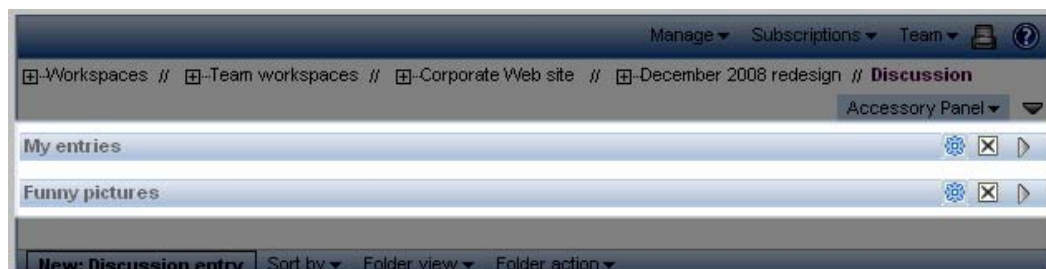 Manage Subscriptions Team
Workspaces // Team workspaces // Corporate Web site // December 2008 redesign // Discussion
Accessory Panel
My entries
Funny pictures
New: Discussion entry Sort by Folder view Folder action